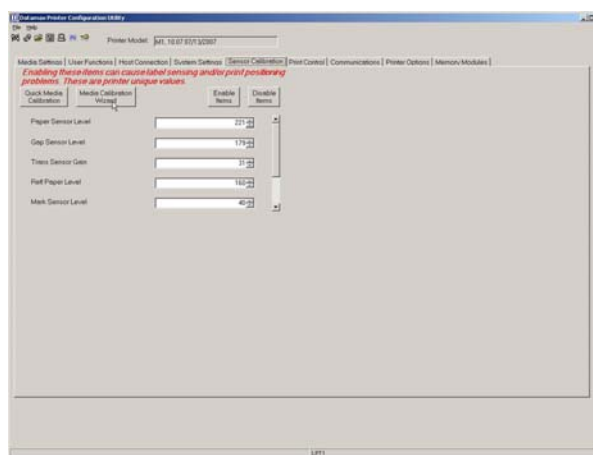 Datamax Printer Configuration Utility
File Help
Printer Model: M1, 10.07 07/13/2007
Media Settings | User Functions | Host Connection | System Settings | Sensor Calibration | Print Control | Communications | Printer Options | Memory Modules
Enabling these items can cause label sensing and/or print positioning
problems. These are printer unique values.
Quick Media Calibration
Media Calibration Wizard
Enable Items
Disable Items
Paper Sensor Level 221
Gap Sensor Level 179
Trans Sensor Gain 31
Refl Paper Level 160
Mark Sensor Level 40
LPT1